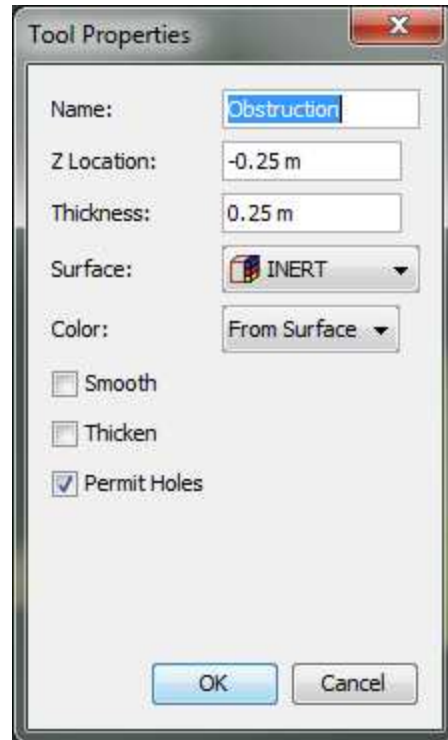 Tool Properties
Name: Obstruction
Z Location: -0.25 m
Thickness: 0.25 m
Surface: INERT
Color: From Surface
Smooth
Thicken
Permit Holes
OK Cancel